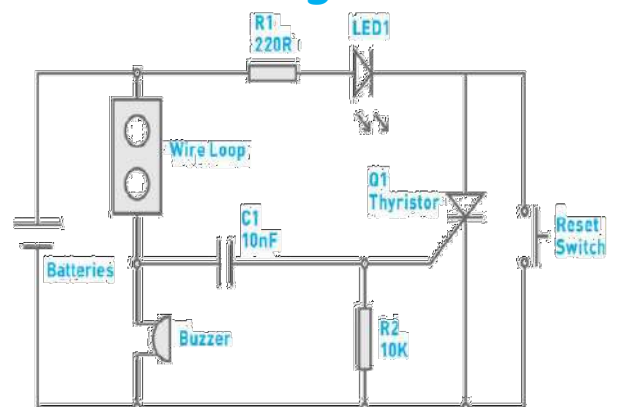 R1
220R
LED1
Wire Loop
Q1
Thyristor
C1
10nF
Reset
Switch
Batteries
Buzzer
R2
10K